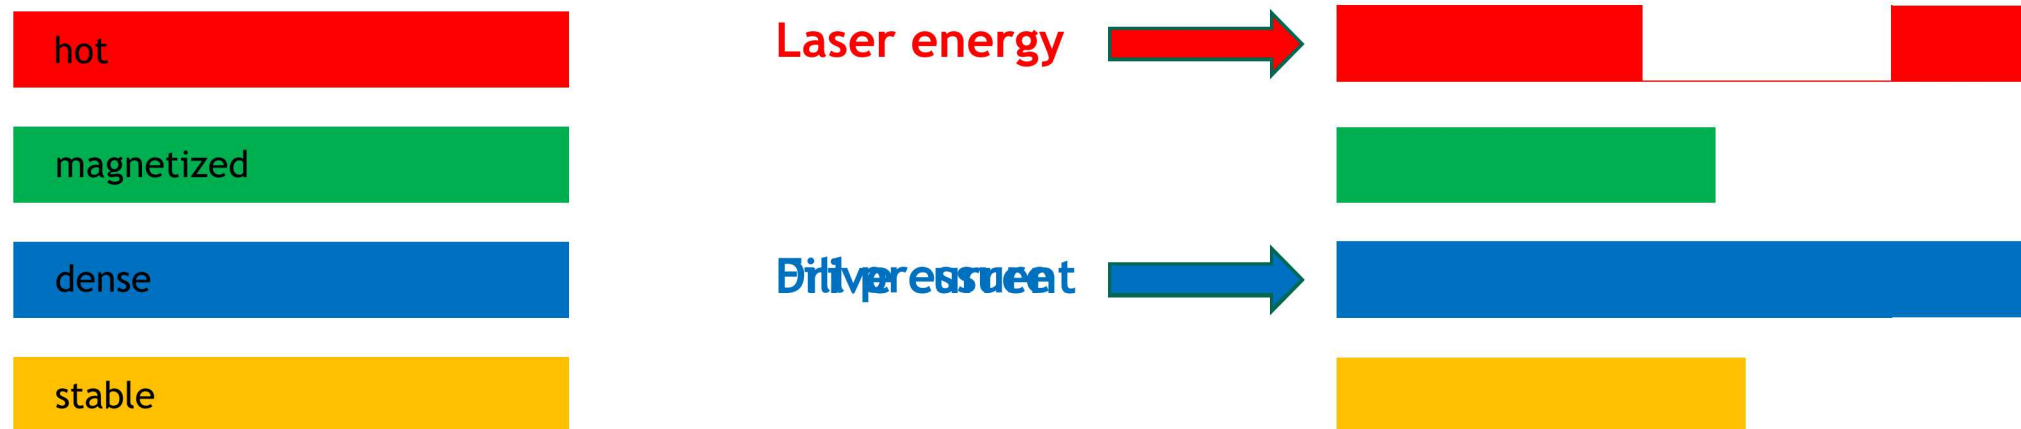 hot
Laser energy
magnetized
dense
stable